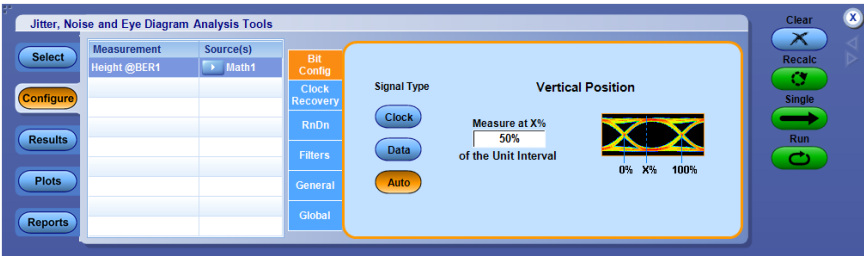 Jitter, Noise and Eye Diagram Analysis Tools
Clear
X
Select
Configure
Results
Plots
Reports
Measurement Source(s)
Height @BER1 Math1
Bit
Config
Clock
Recovery
RnDn
Filters
General
Global
Signal Type
Clock
Data
Auto
Vertical Position
Measure at X%
50%
of the Unit Interval
0% X% 100%
Recalc
Single
Run